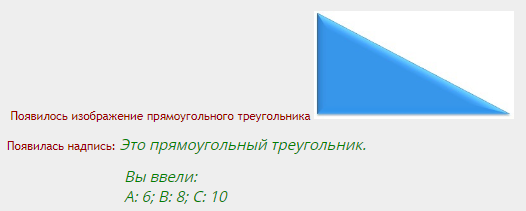 Появилось изображение прямоугольного треугольника
Появилась надпись: Это прямоугольный треугольник.
Вы ввели:
A: 6; B: 8; C: 10